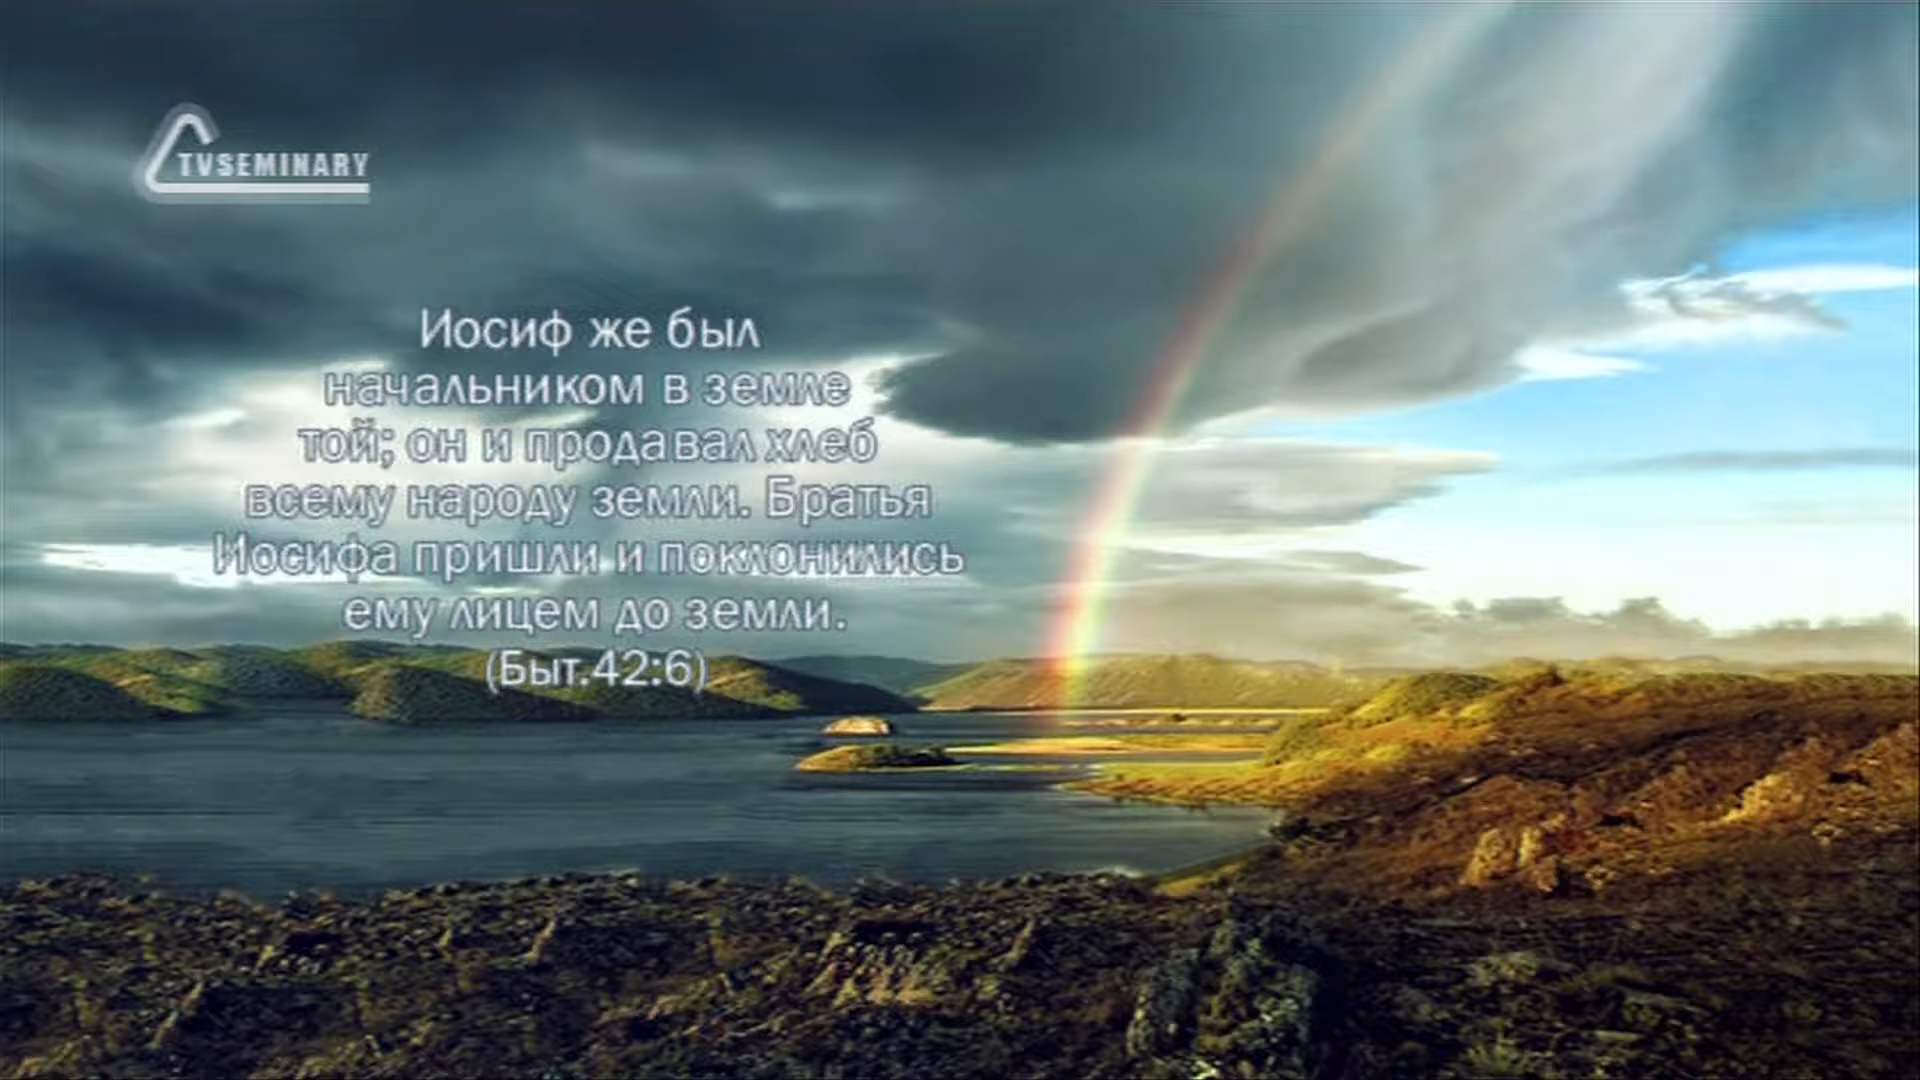 TVSEMINARY
Иосиф же был
начальником в земле
той; он и продавал хлеб
всему народу земли. Братья
Иосифа пришли и поклонились
ему лицем до земли.
(Быт.42:6)